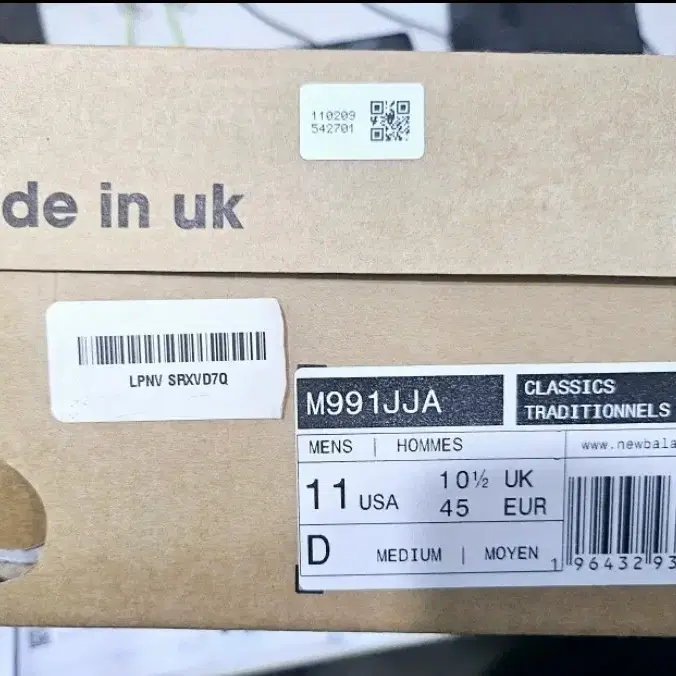 110209
542701
de in uk
LPNV SRXVD7Q
M991JJA
CLASSICS
TRADITIONNELS
MENS | HOMMES
www.newbala
11 USA
10½ UK
45 EUR
D
MEDIUM | MOYEN
1 96432 93